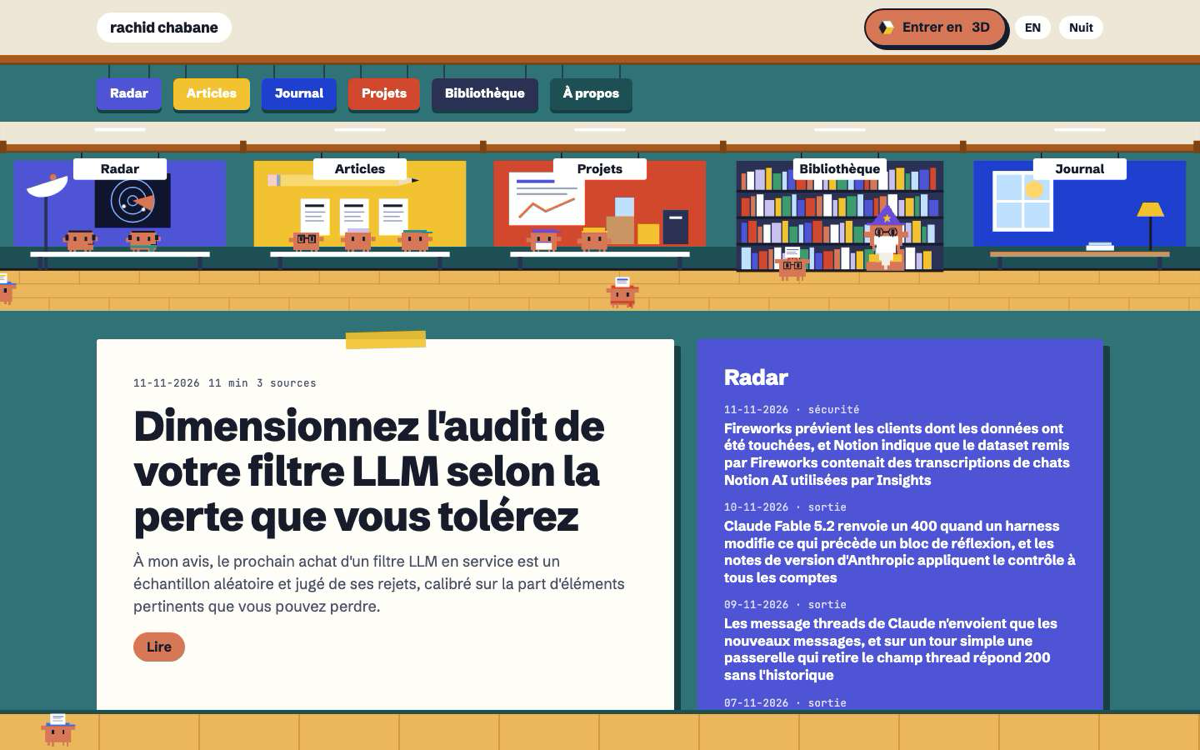 rachid chabane
Entrer en 3D
EN
Nuit
Radar
Articles
Journal
Projets
Bibliothèque
À propos
Radar
Articles
Projets
Bibliothèque
Journal
11-11-2026 11 min 3 sources
Dimensionnez l'audit de
votre filtre LLM selon la
perte que vous tolérez
À mon avis, le prochain achat d'un filtre LLM en service est un
échantillon aléatoire et jugé de ses rejets, calibré sur la part d'éléments
pertinents que vous pouvez perdre.
Lire
Radar
11-11-2026 · sécurité
Fireworks prévient les clients dont les données ont
été touchées, et Notion indique que le dataset remis
par Fireworks contenait des transcriptions de chats
Notion AI utilisées par Insights
10-11-2026 · sortie
Claude Fable 5.2 renvoie un 400 quand un harness
modifie ce qui précède un bloc de réflexion, et les
notes de version d'Anthropic appliquent le contrôle à
tous les comptes
09-11-2026 · sortie
Les message threads de Claude n'envoient que les
nouveaux messages, et sur un tour simple une
passerelle qui retire le champ thread répond 200
sans l'historique
07-11-2026 · sortie